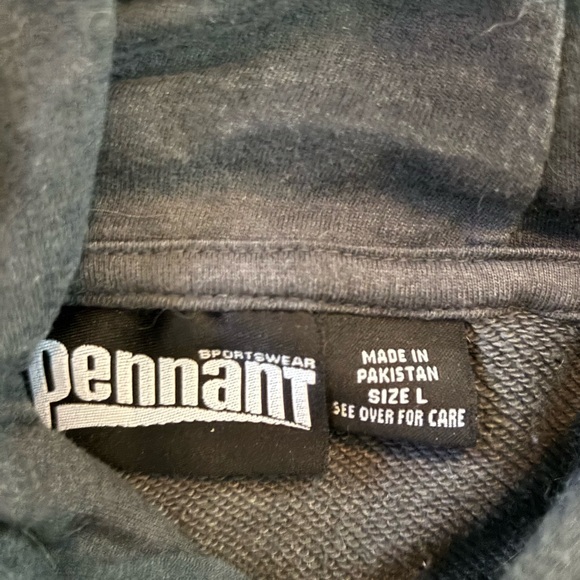 SPORTSWEAR
pennant
MADE IN
PAKISTAN
SIZE L
SEE OVER FOR CARE